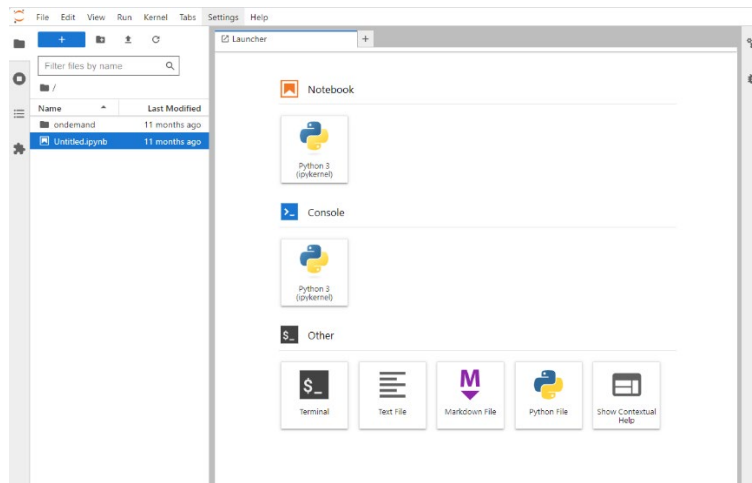 File Edit View Run Kernel Tabs Settings Help
+
Filter files by name
/
Name Last Modified
ondemand 11 months ago
Untitled.ipynb 11 months ago
Launcher +
Notebook
Python 3
(ipykernel)
>_ Console
Python 3
(ipykernel)
$_ Other
$_
M
Terminal
Text File
Markdown File
Python File
Show Contextual
Help